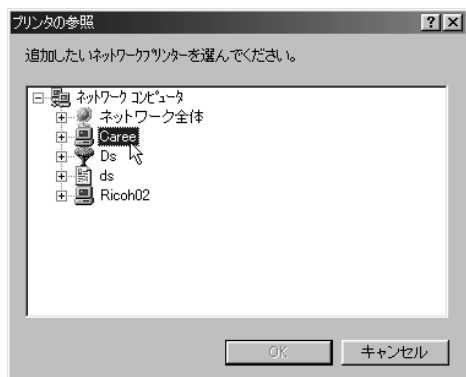 プリンタの参照
追加したいネットワークプリンターを選んでください。
ネットワーク コンピュータ
ネットワーク全体
Caree
Ds
ds
Ricoh02
OK
キャンセル